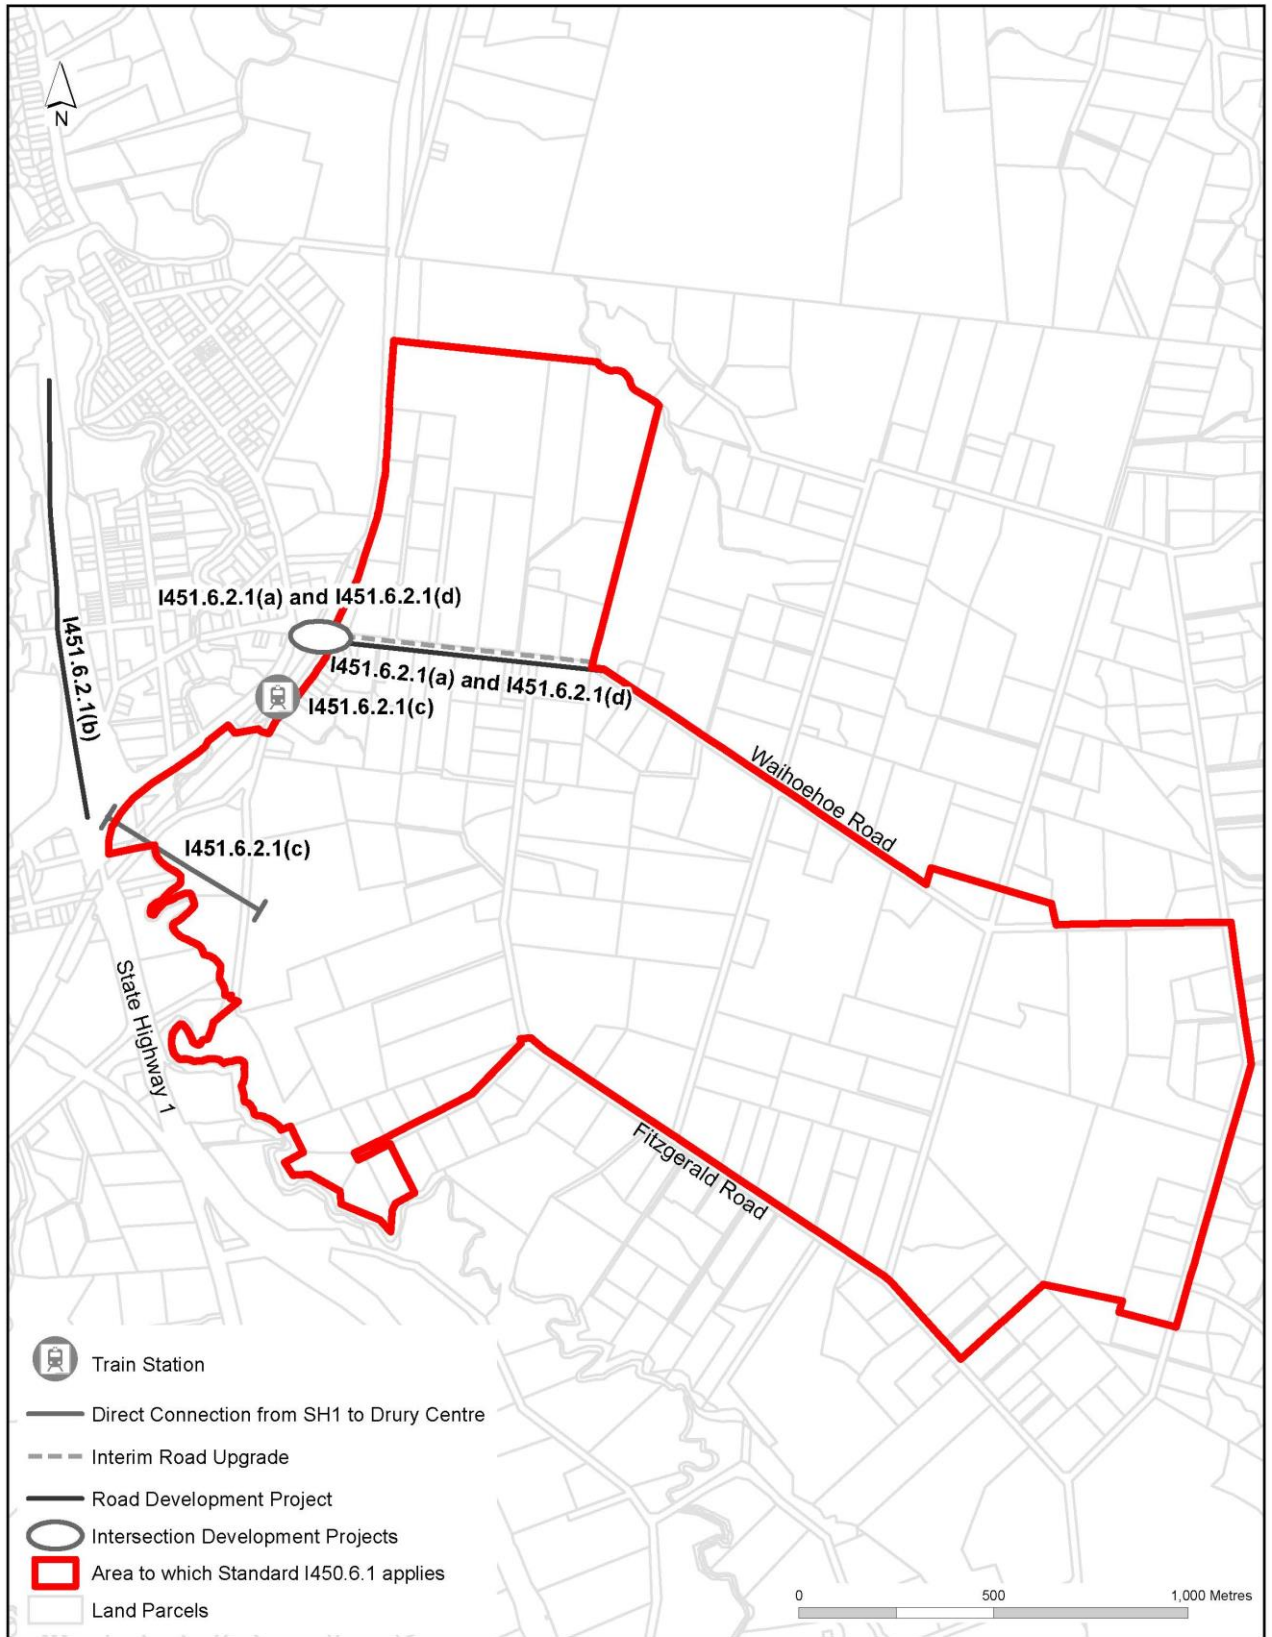 N
I451.6.2.1(a) and I451.6.2.1(d)
I451.6.2.1(a) and I451.6.2.1(d)
I451.6.2.1(b)
I451.6.2.1(c)
Waihoehoe Road
I451.6.2.1(c)
State Highway 1
Fitzgerald Road
Train Station
Direct Connection from SH1 to Drury Centre
Interim Road Upgrade
Road Development Project
Intersection Development Projects
Area to which Standard I450.6.1 applies
Land Parcels
0 500 1,000 Metres